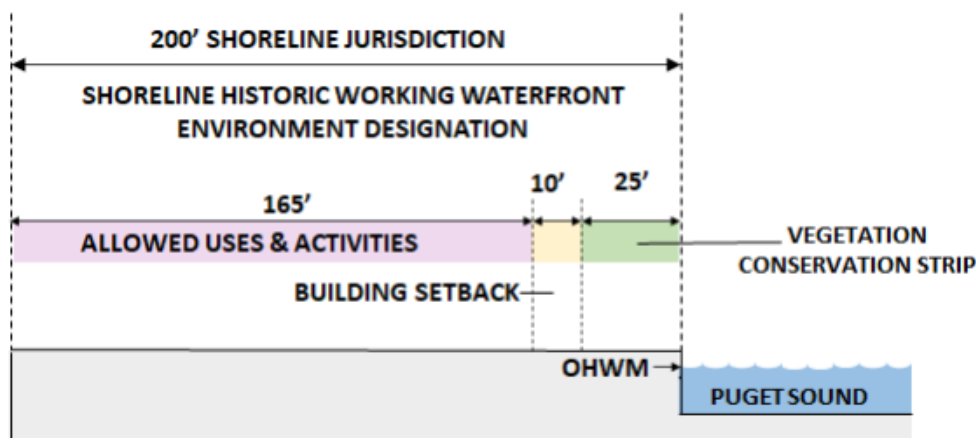 200’ SHORELINE JURISDICTION
SHORELINE HISTORIC WORKING WATERFRONT
ENVIRONMENT DESIGNATION
165’
10’
25’
ALLOWED USES & ACTIVITIES
VEGETATION
CONSERVATION STRIP
BUILDING SETBACK
OHWM
PUGET SOUND